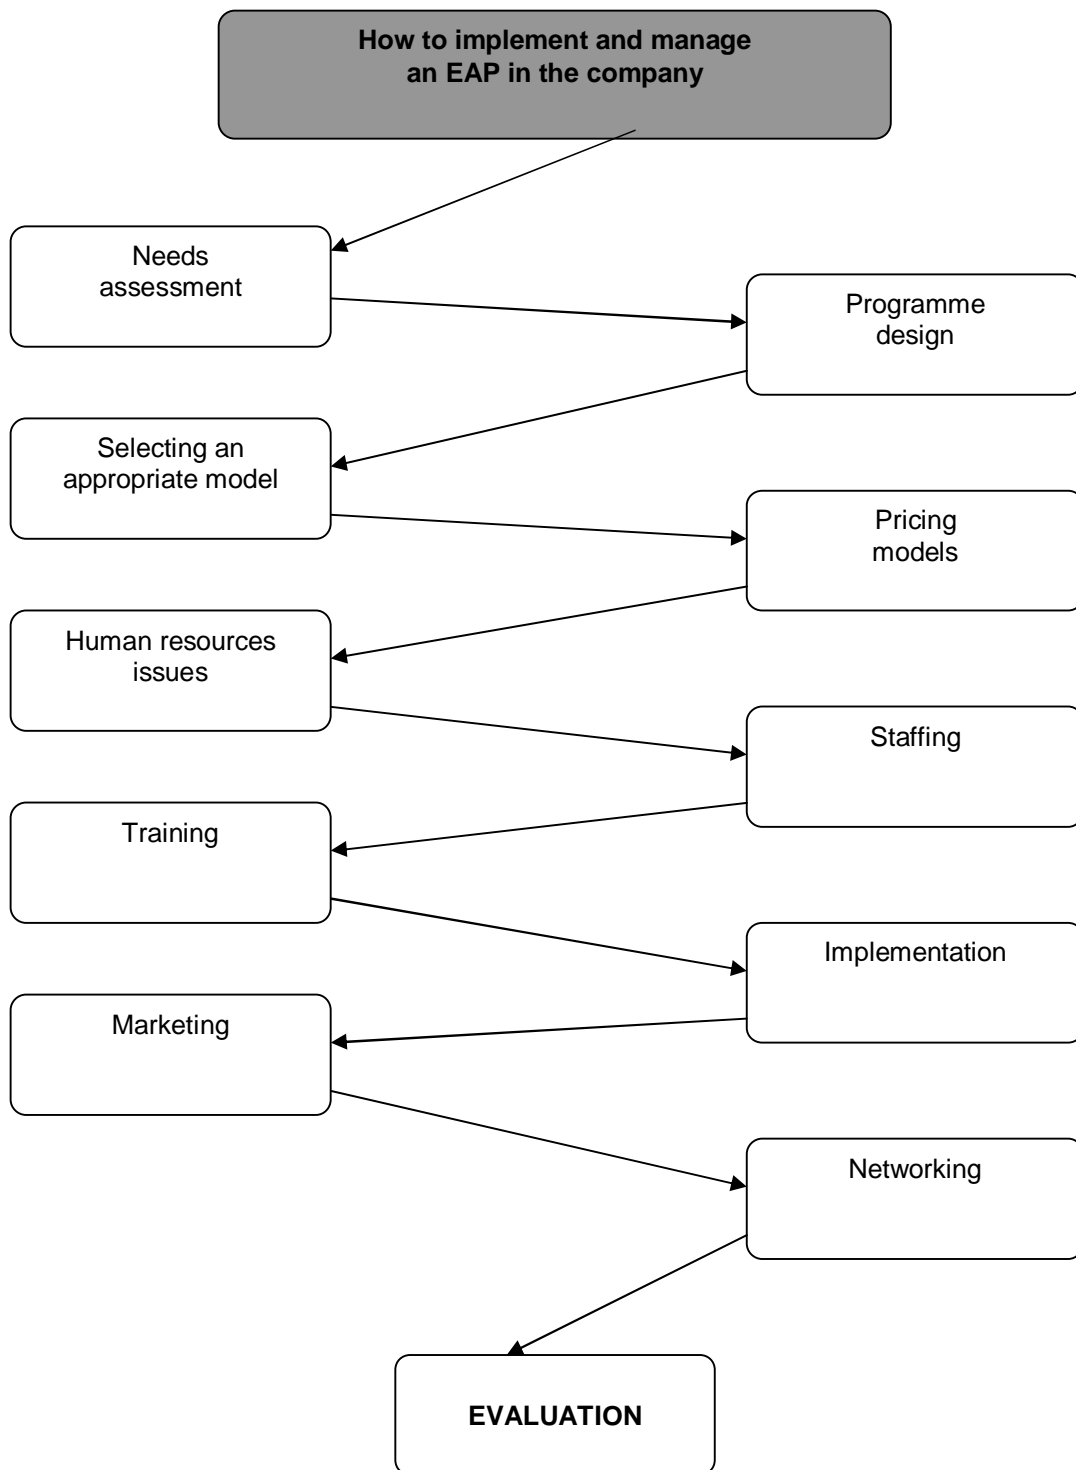 How to implement and manage
an EAP in the company
Needs
assessment
Programme
design
Selecting an
appropriate model
Pricing
models
Human resources
issues
Staffing
Training
Implementation
Marketing
Networking
EVALUATION